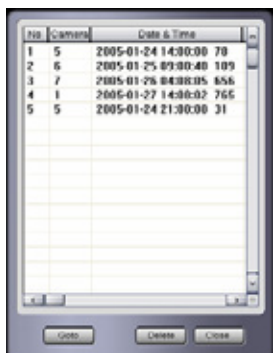 No Camera Date & Time
1 5 2005-01-24 14:00:00 70
2 6 2005-01-25 09:00:40 109
3 7 2005-01-26 04:08:05 656
4 1 2005-01-27 14:00:02 765
5 5 2005-01-24 21:00:00 31
Goto Delete Close